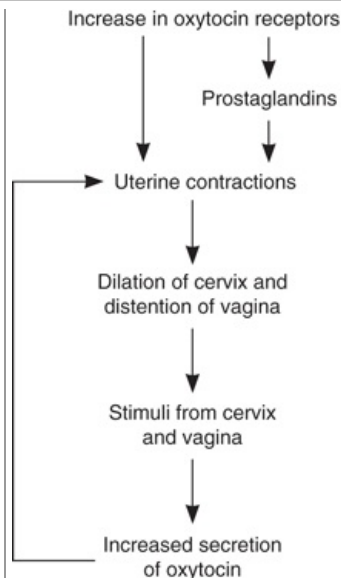 Increase in oxytocin receptors
Prostaglandins
Uterine contractions
Dilation of cervix and
distention of vagina
Stimuli from cervix
and vagina
Increased secretion
of oxytocin